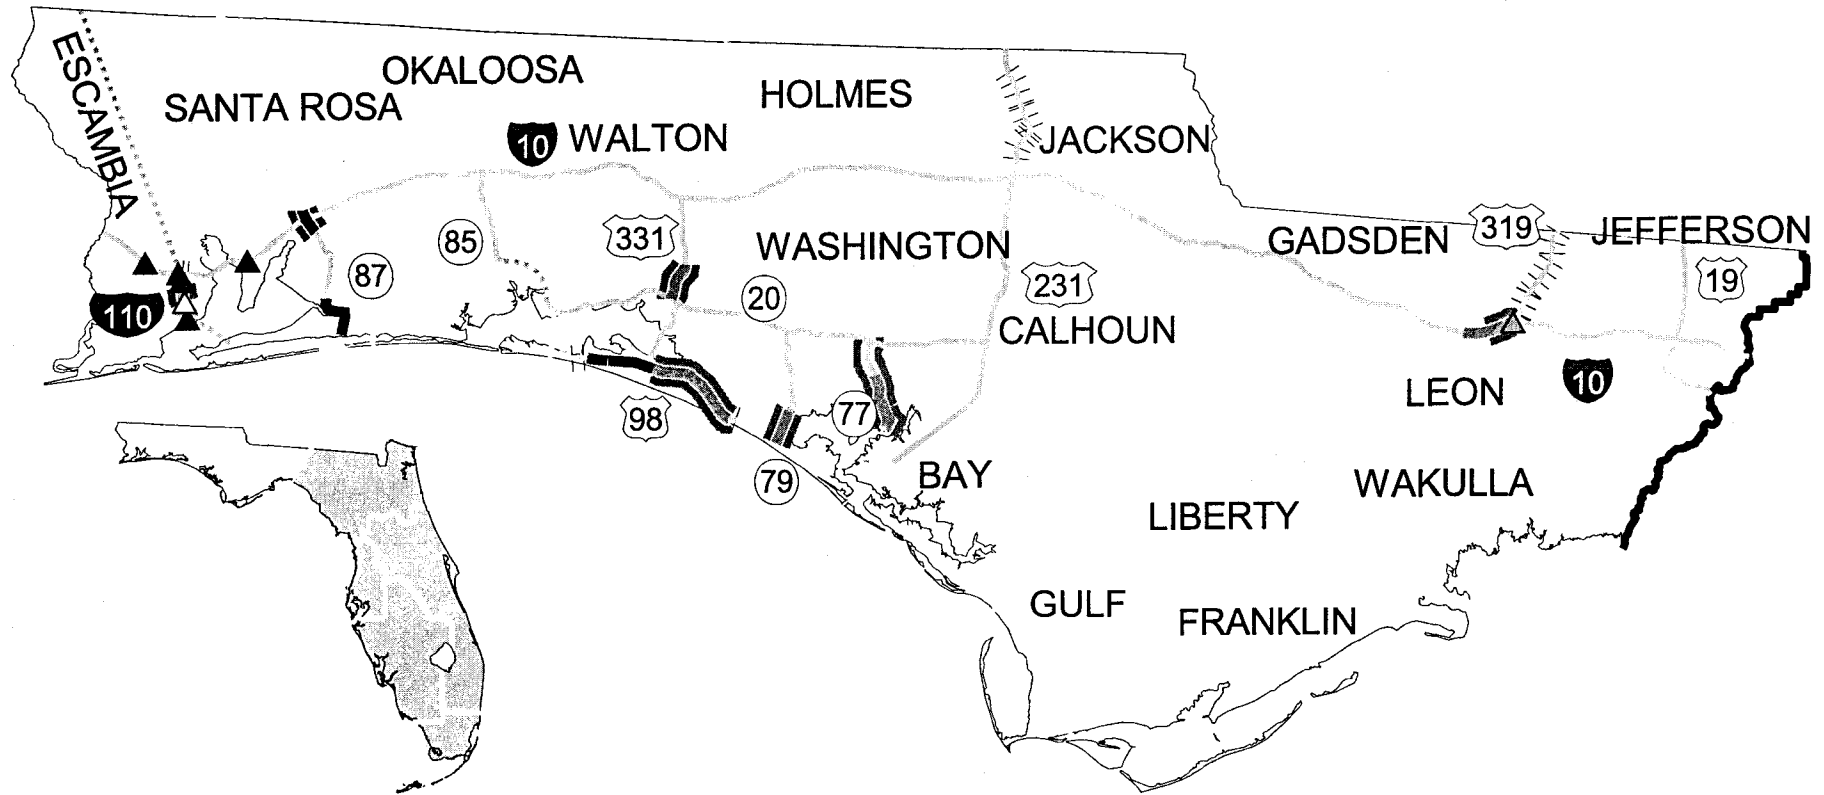 ESCAMBIA
SANTA ROSA
OKALOOSA
10
WALTON
HOLMES
JACKSON
110
87
85
331
WASHINGTON
20
231
CALHOUN
GADSDEN
319
JEFFERSON
19
98
79
77
BAY
LEON
10
LIBERTY
WAKULLA
GULF
FRANKLIN